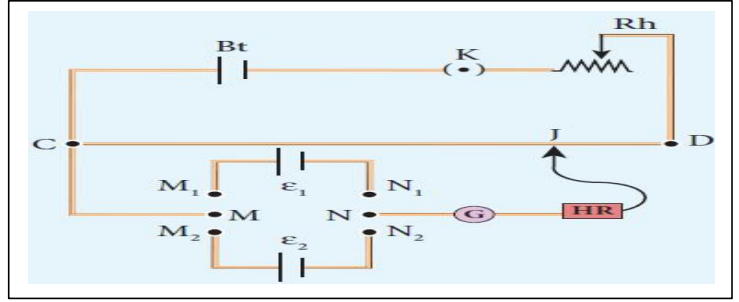 Bt
K
Rh
( • )
C
J
D
M₁
ε₁
N₁
M
N
G
HR
M₂
ε₂
N₂